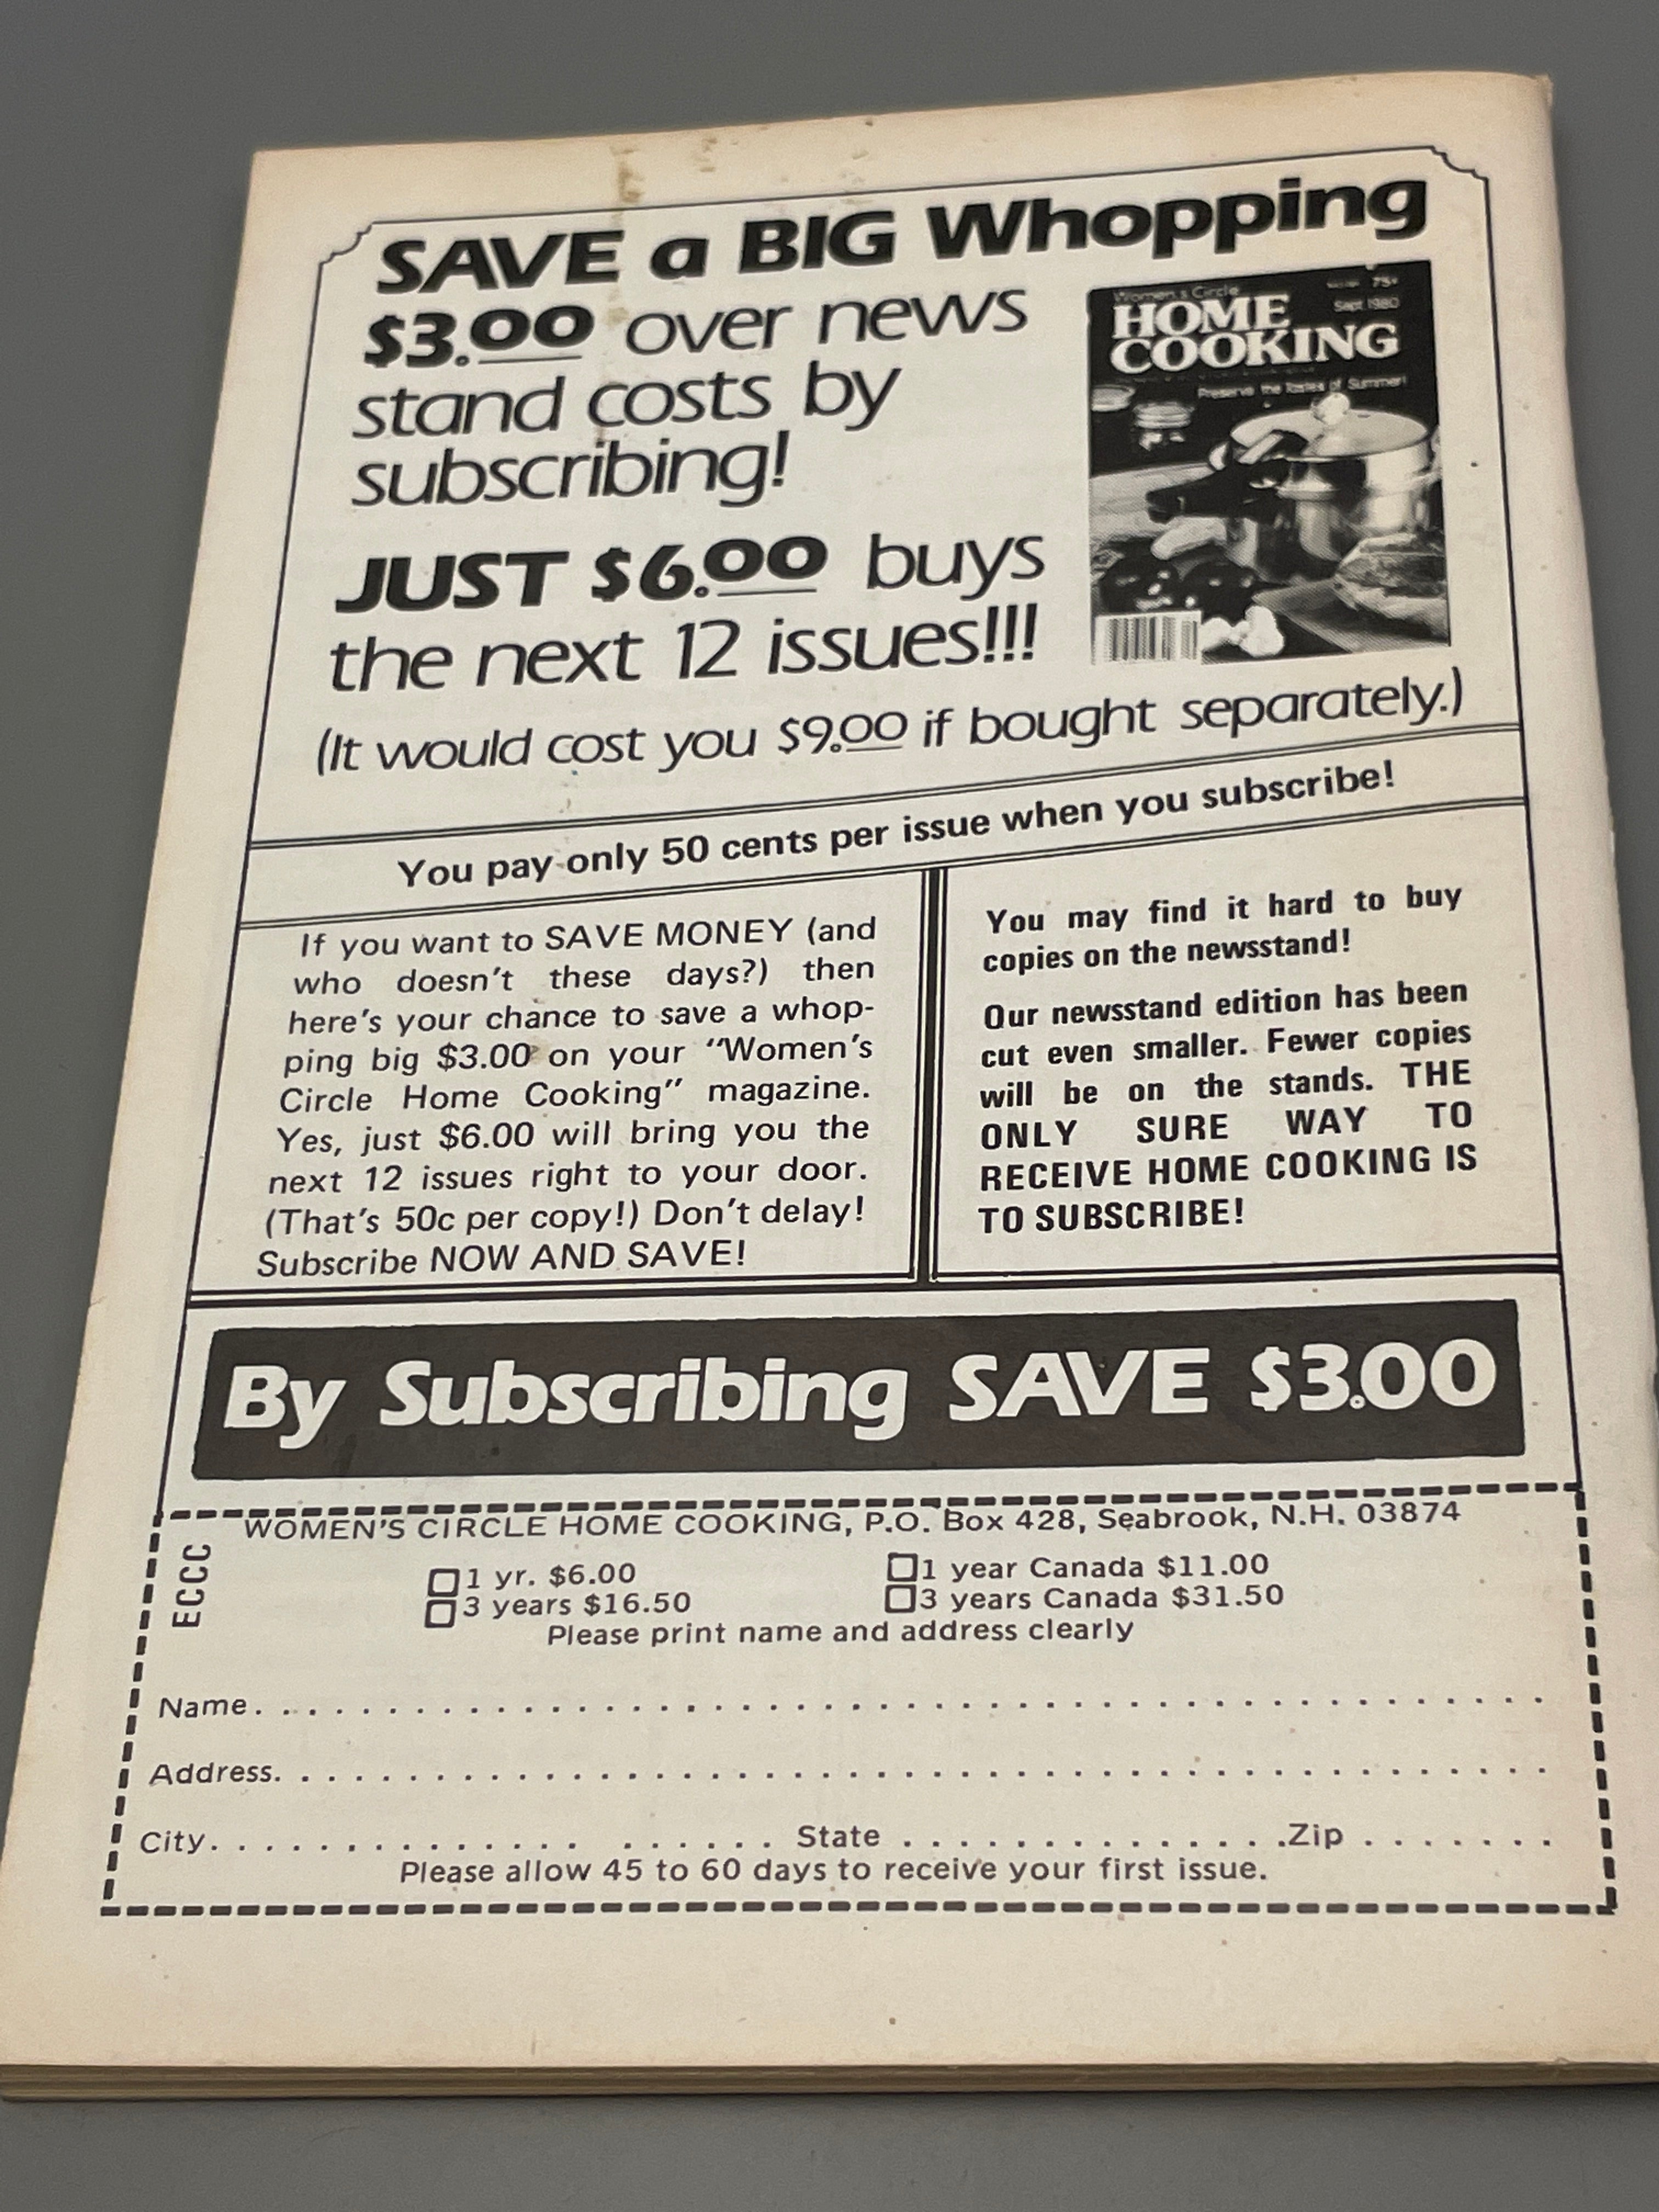 SAVE a BIG Whopping
$3.00 over news
stand costs by
subscribing!
JUST $6.00 buys
the next 12 issues!!!
(It would cost you $9.00 if bought separately.)
Women's Circle
75¢
HOME
Sept 1980
COOKING
Preserve the Tastes of Summer!
You pay only 50 cents per issue when you subscribe!
If you want to SAVE MONEY (and
who doesn't these days?) then
here's your chance to save a whop-
ping big $3.00 on your "Women's
Circle Home Cooking" magazine.
Yes, just $6.00 will bring you the
next 12 issues right to your door.
(That's 50c per copy!) Don't delay!
Subscribe NOW AND SAVE!
You may find it hard to buy
copies on the newsstand!
Our newsstand edition has been
cut even smaller. Fewer copies
will be on the stands. THE
ONLY SURE WAY TO
RECEIVE HOME COOKING IS
TO SUBSCRIBE!
By Subscribing SAVE $3.00
WOMEN'S CIRCLE HOME COOKING, P.O. Box 428, Seabrook, N.H. 03874
ECCC
1 yr. $6.00
3 years $16.50
1 year Canada $11.00
3 years Canada $31.50
Please print name and address clearly
Name
Address
City State Zip
Please allow 45 to 60 days to receive your first issue.